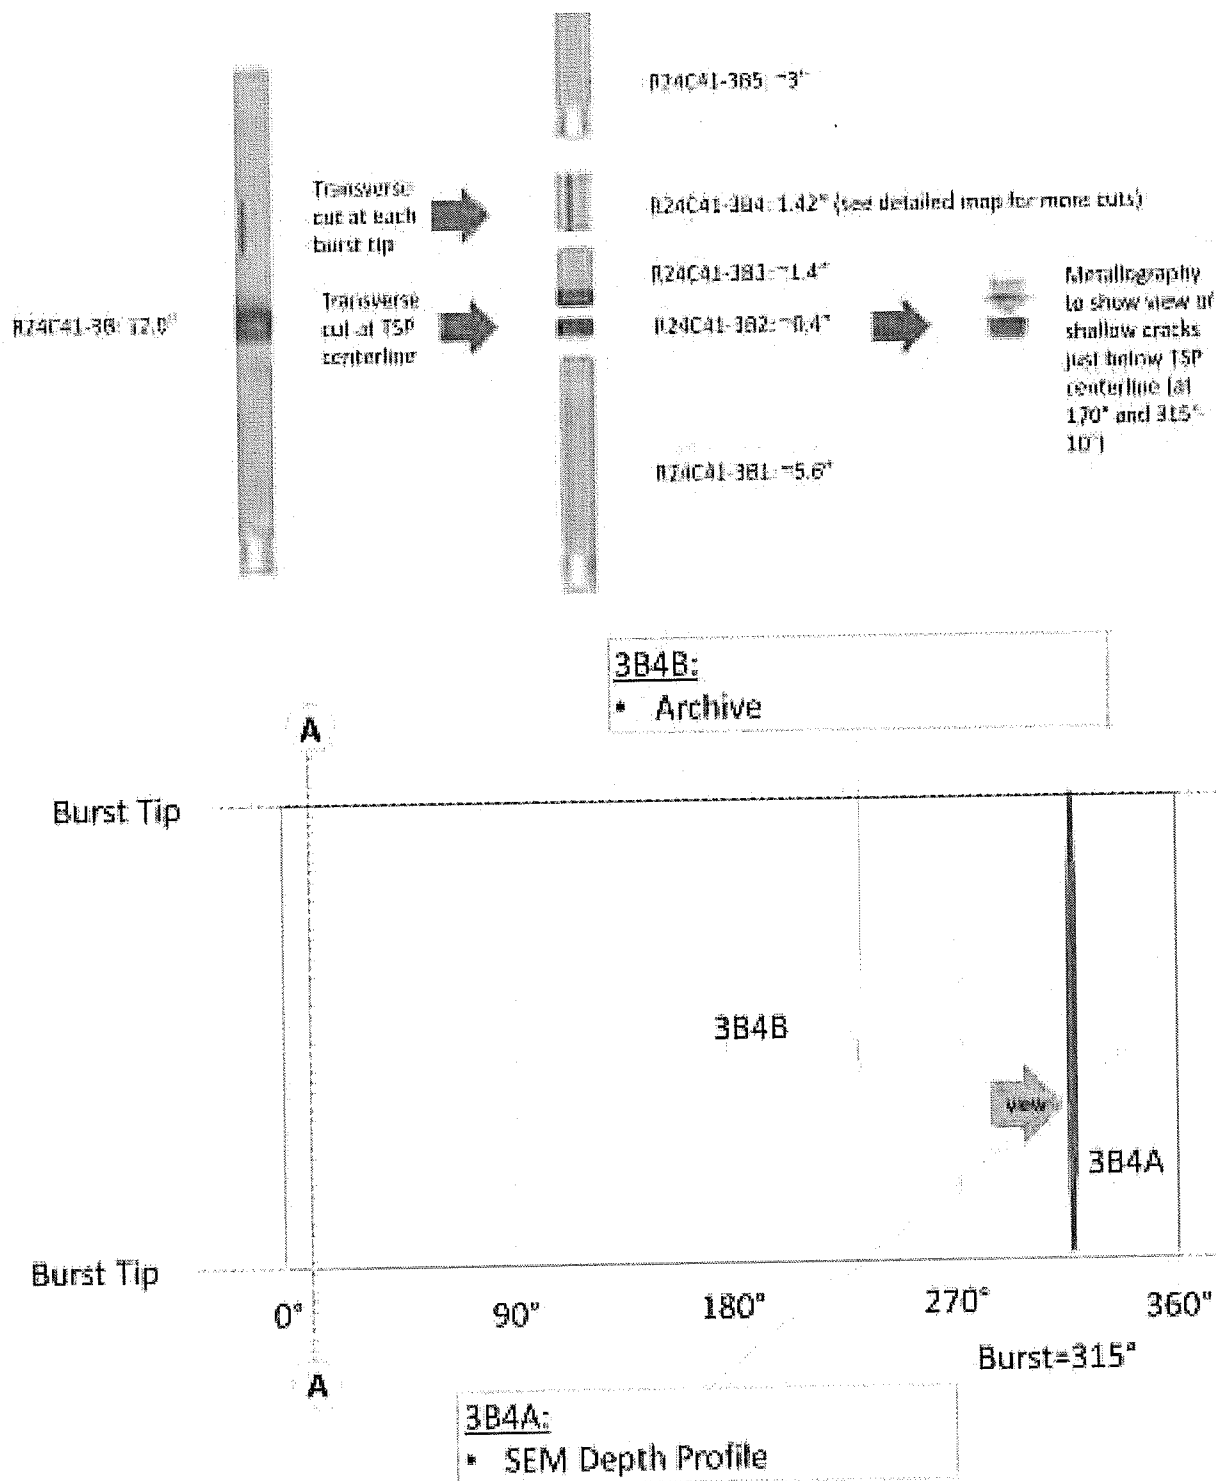 R24C41-3B5: ~3"
Transverse
cut at each
burst tip
R24C41-3B4: 1.42" (see detailed map for more cuts)
R24C41-3B3: ~1.4"
R24C41-3B: 12.0"
Transverse
cut at TSP
centerline
R24C41-3B2: ~0.4"
Metallography
to show view of
shallow cracks
just below TSP
centerline (at
170° and 315°-
10°)
R24C41-3B1: ~5.6"
3B4B:
• Archive
A
Burst Tip
3B4B
view
3B4A
Burst Tip
0° 90° 180° 270° 360°
Burst=315°
A
3B4A:
• SEM Depth Profile